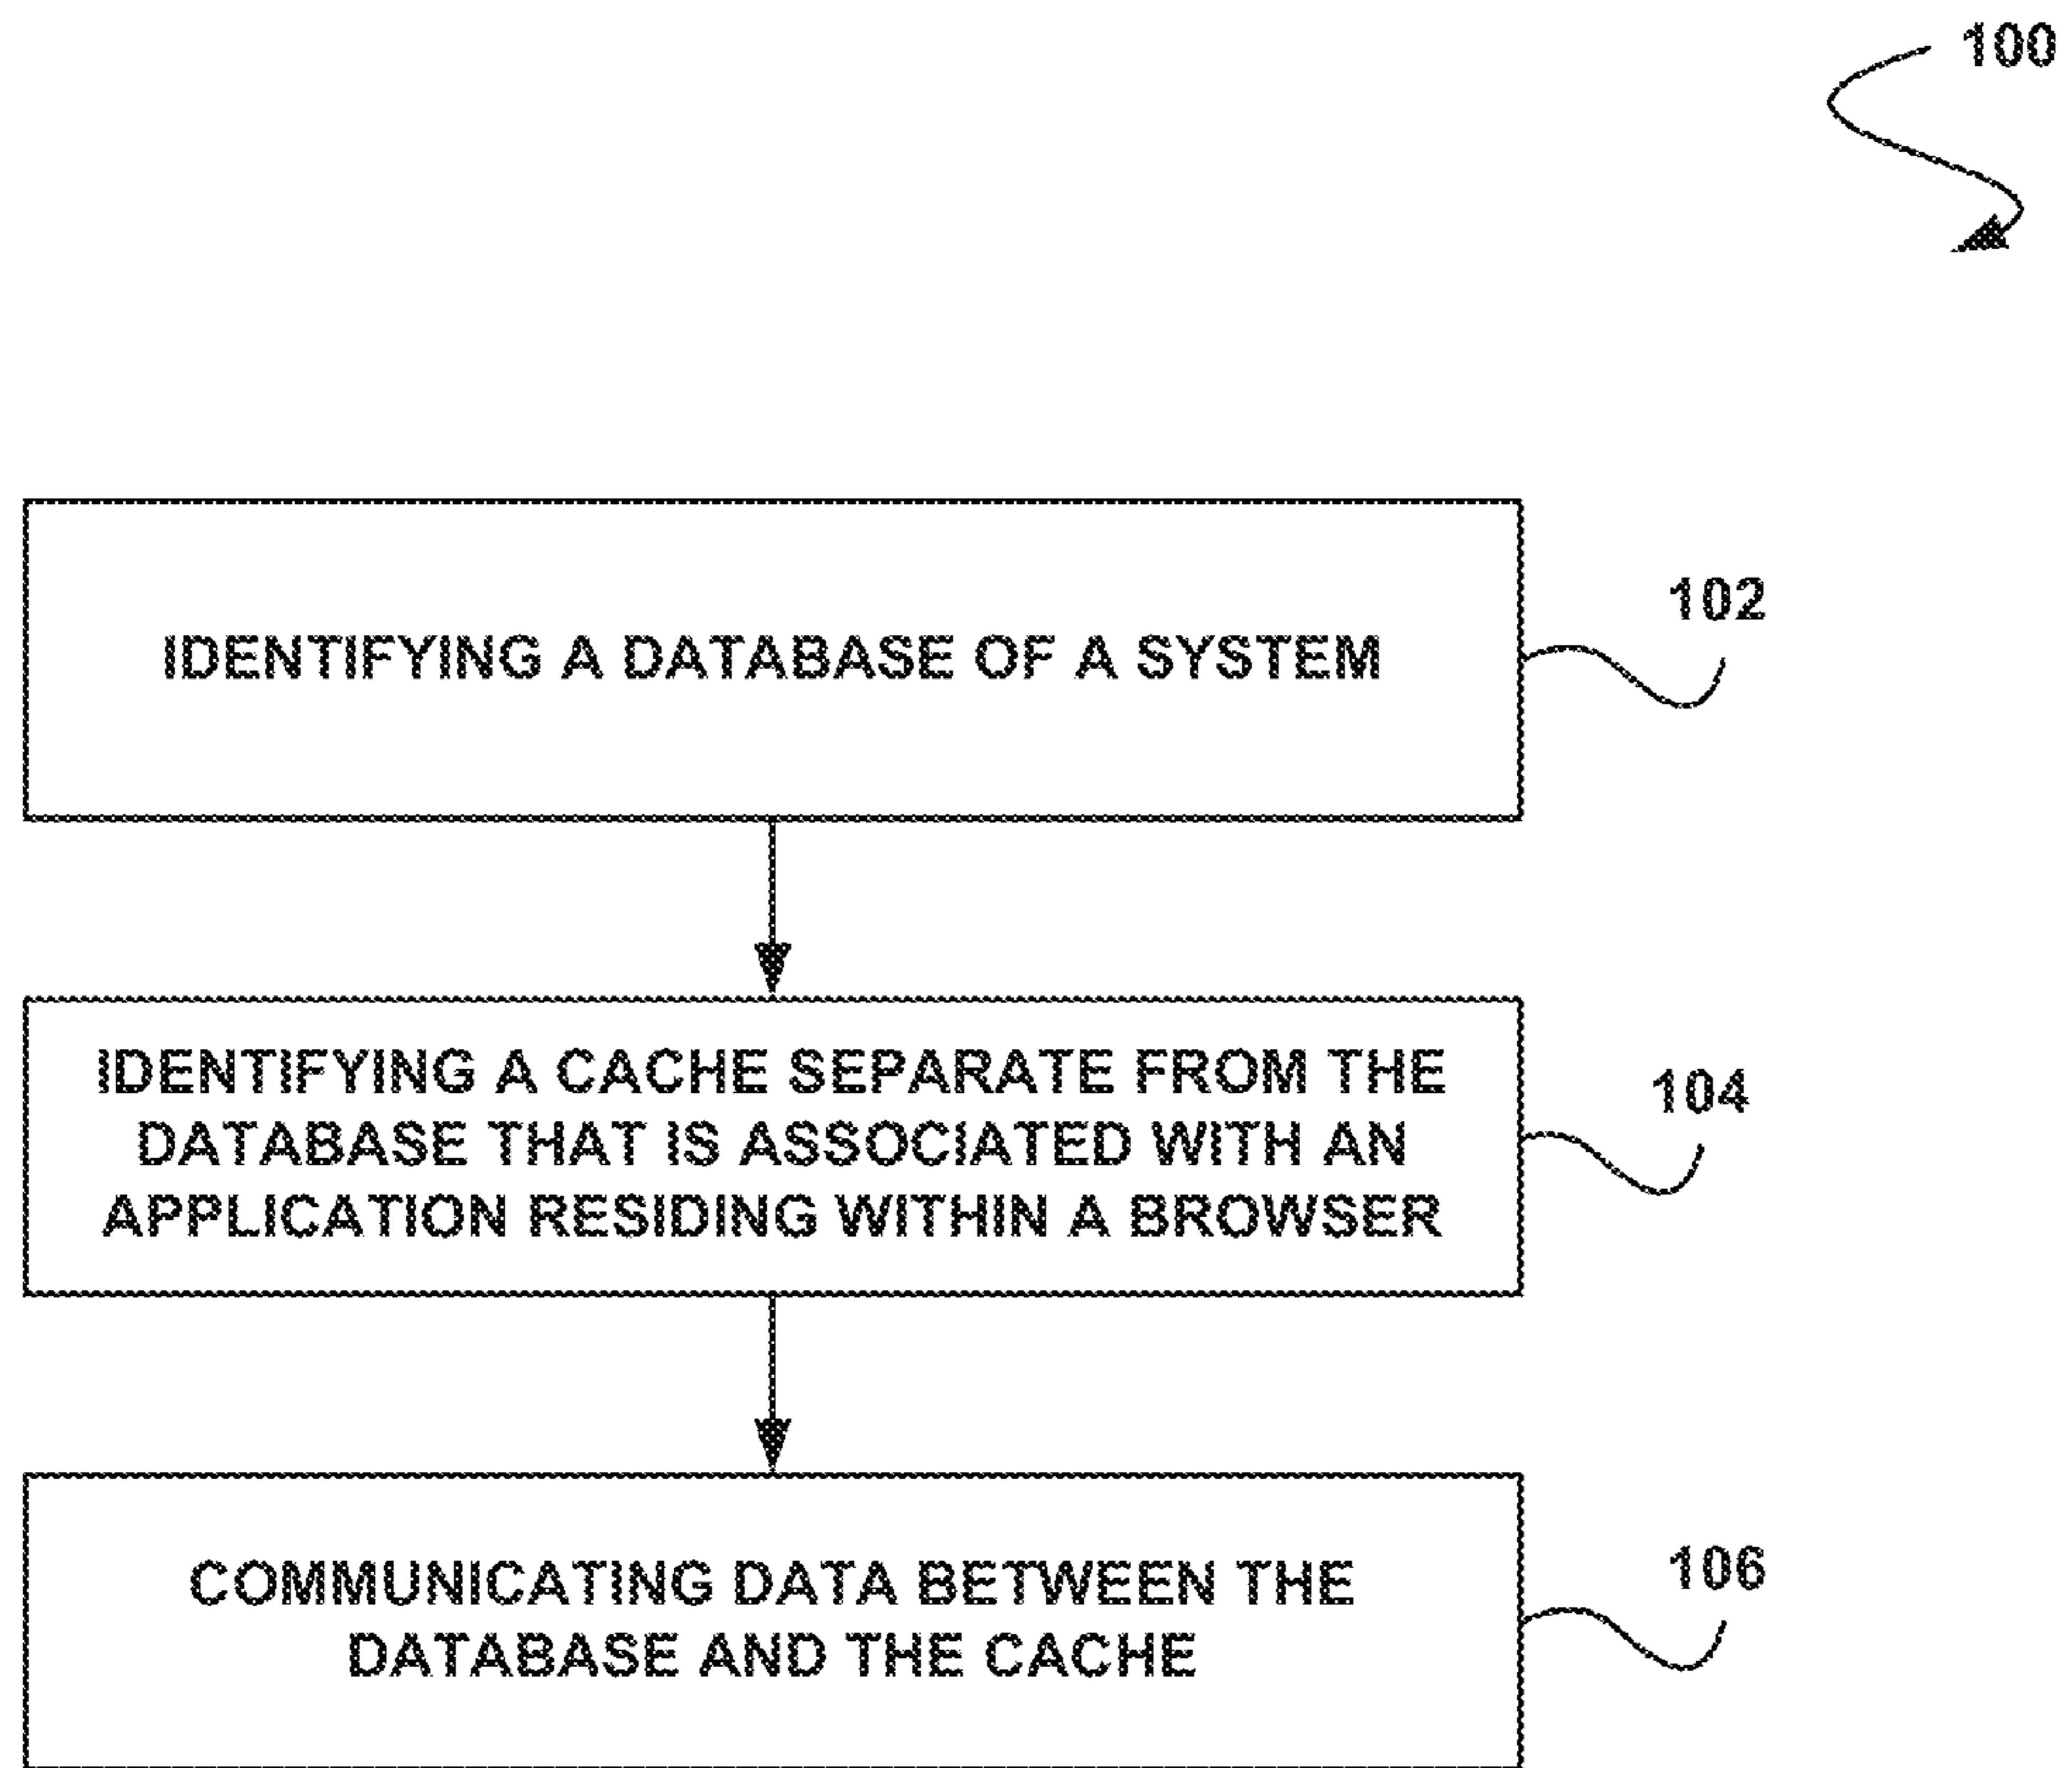 100
IDENTIFYING A DATABASE OF A SYSTEM
102
IDENTIFYING A CACHE SEPARATE FROM THE
DATABASE THAT IS ASSOCIATED WITH AN
APPLICATION RESIDING WITHIN A BROWSER
104
COMMUNICATING DATA BETWEEN THE
DATABASE AND THE CACHE
106